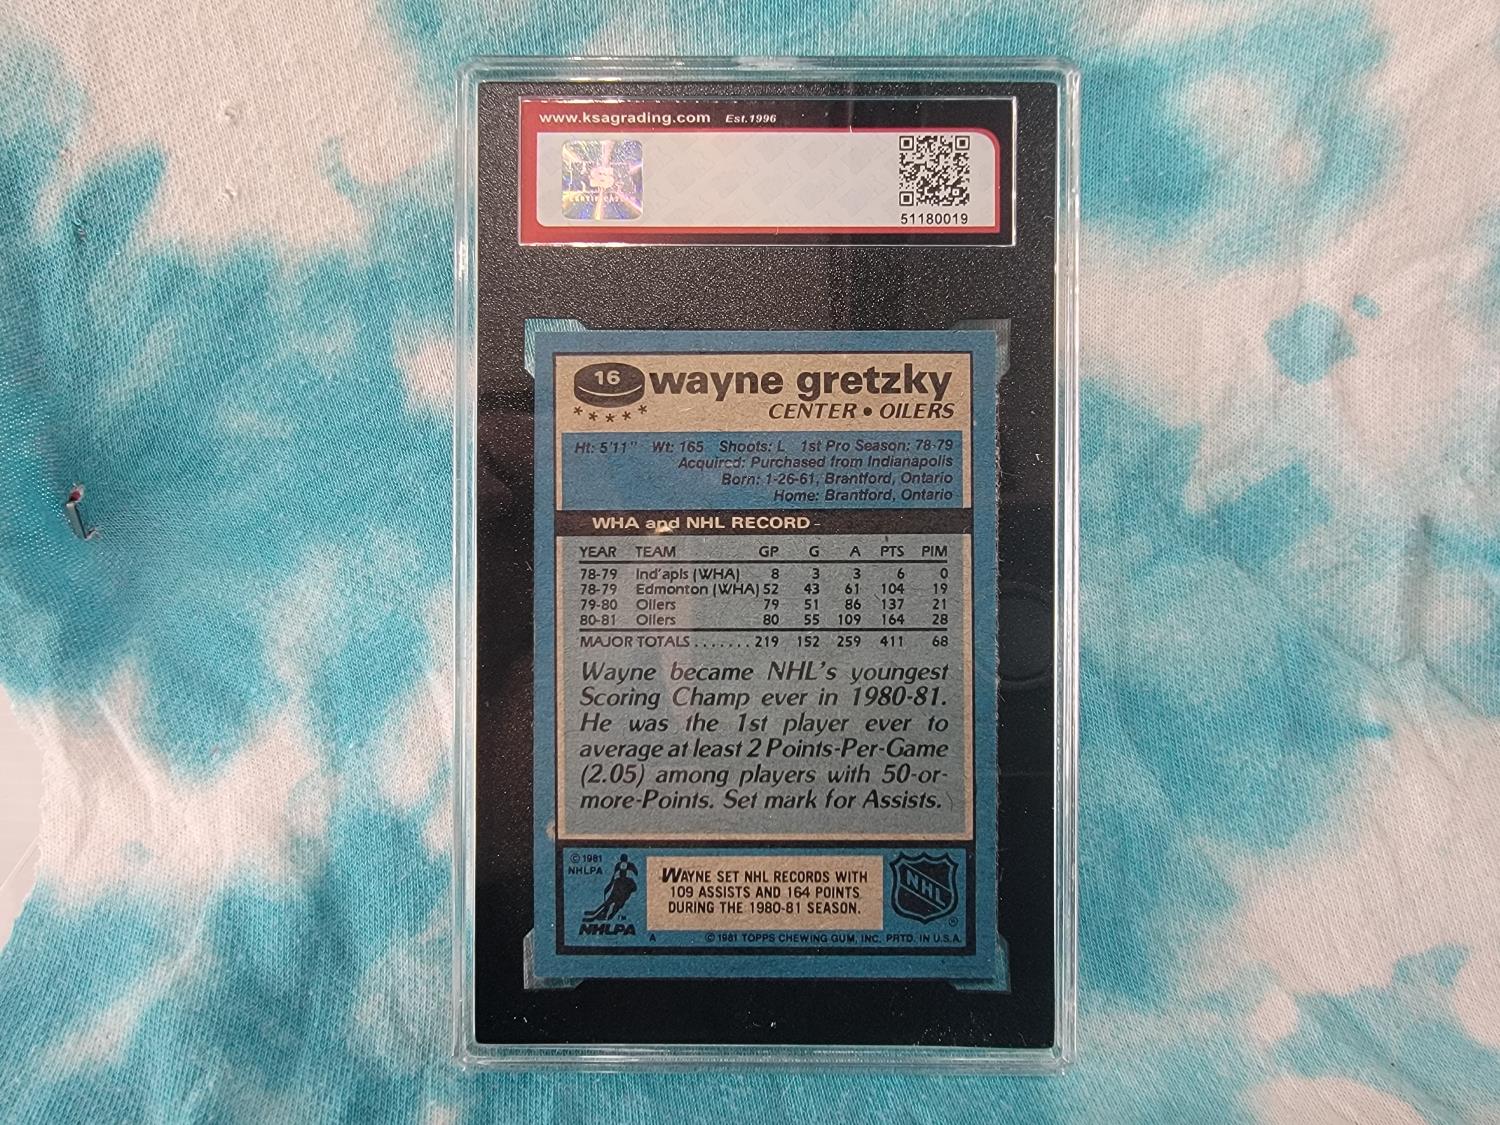 www.ksagrading.com Est.1996
51180019
16 wayne gretzky
CENTER • OILERS
Ht: 5'11" Wt: 165 Shoots: L 1st Pro Season: 78-79
Acquired: Purchased from Indianapolis
Born: 1-26-61, Brantford, Ontario
Home: Brantford, Ontario
WHA and NHL RECORD -
YEAR TEAM GP G A PTS PIM
78-79 Ind'apls (WHA) 8 3 3 6 0
78-79 Edmonton (WHA) 52 43 61 104 19
79-80 Oilers 79 51 86 137 21
80-81 Oilers 80 55 109 164 28
MAJOR TOTALS ....... 219 152 259 411 68
Wayne became NHL's youngest
Scoring Champ ever in 1980-81.
He was the 1st player ever to
average at least 2 Points-Per-Game
(2.05) among players with 50-or-
more-Points. Set mark for Assists.
© 1981
NHLPA
NHLPA
WAYNE SET NHL RECORDS WITH
109 ASSISTS AND 164 POINTS
DURING THE 1980-81 SEASON.
NHL
A © 1981 TOPPS CHEWING GUM, INC. PRTD. IN U.S.A.